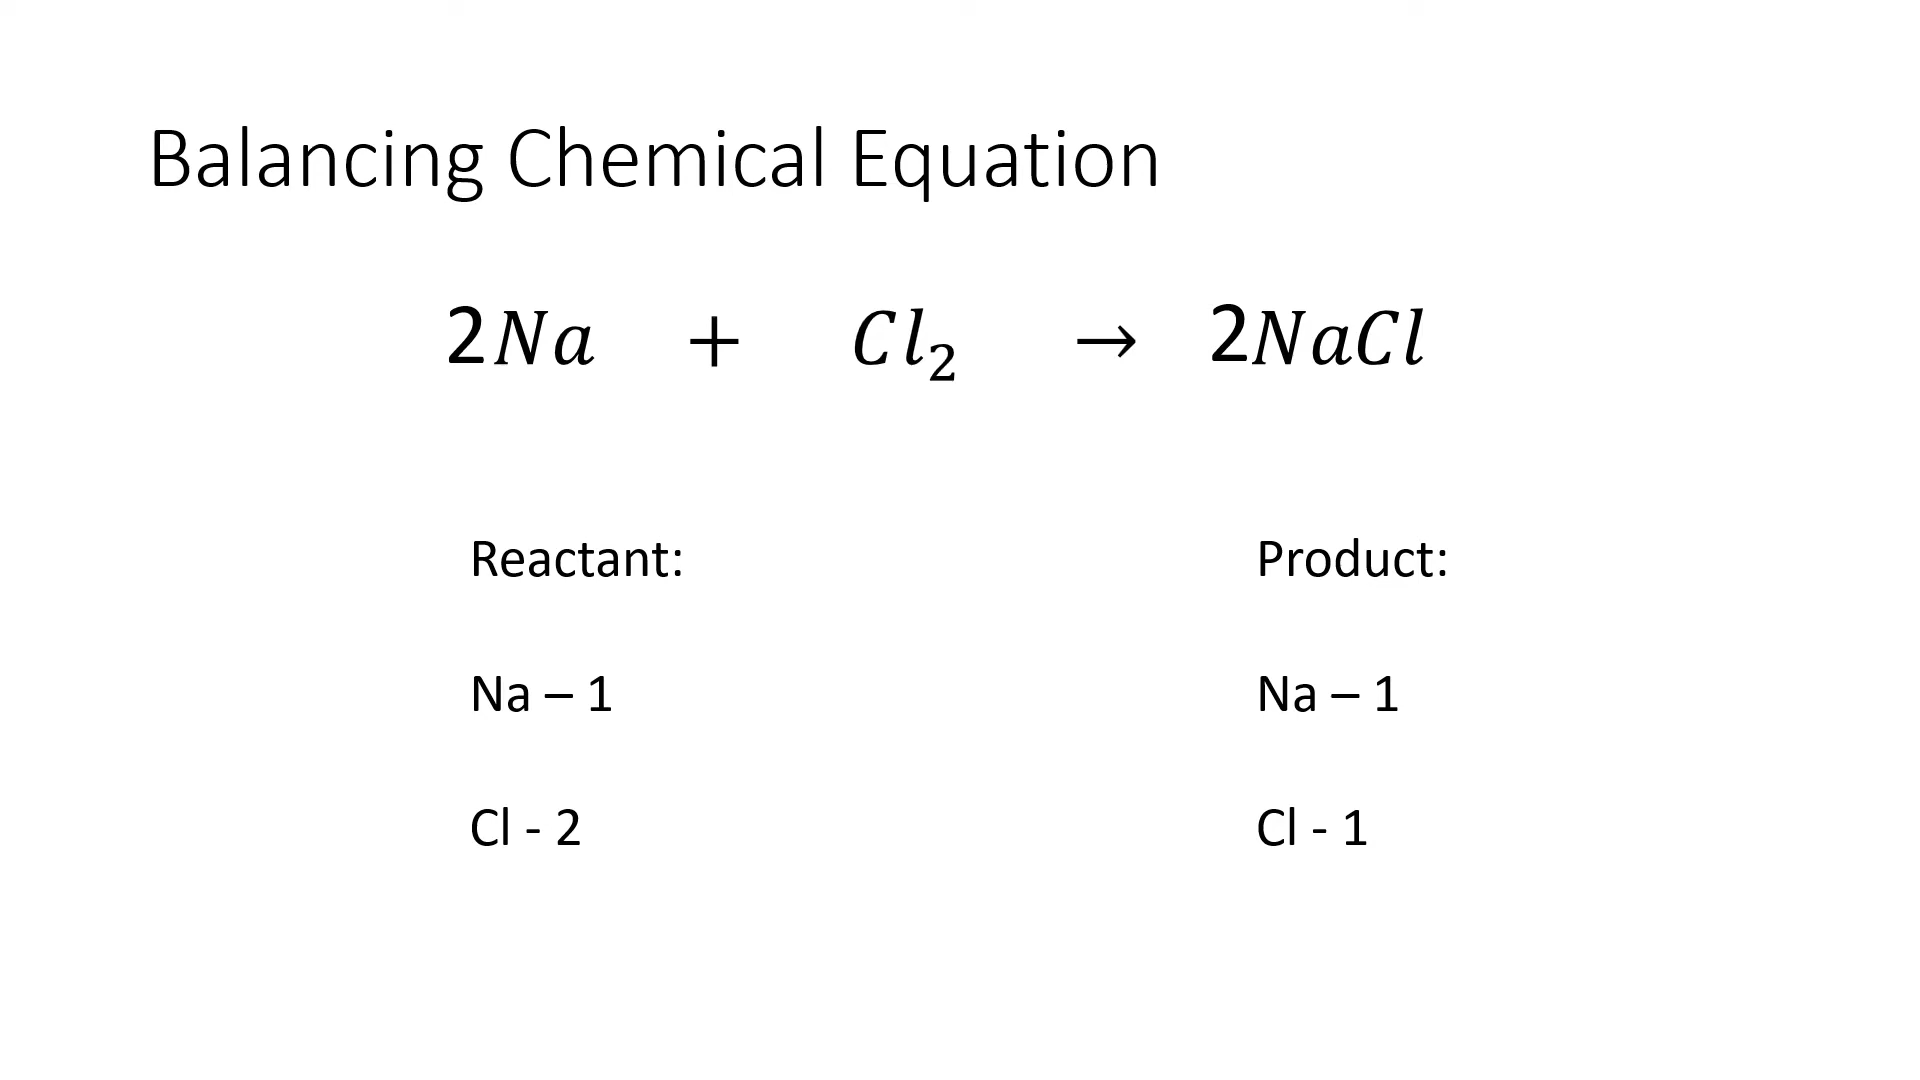 Balancing Chemical Equation
2Na + Cl₂ → 2NaCl
Reactant: Product:
Na – 1 Na – 1
Cl - 2 Cl - 1